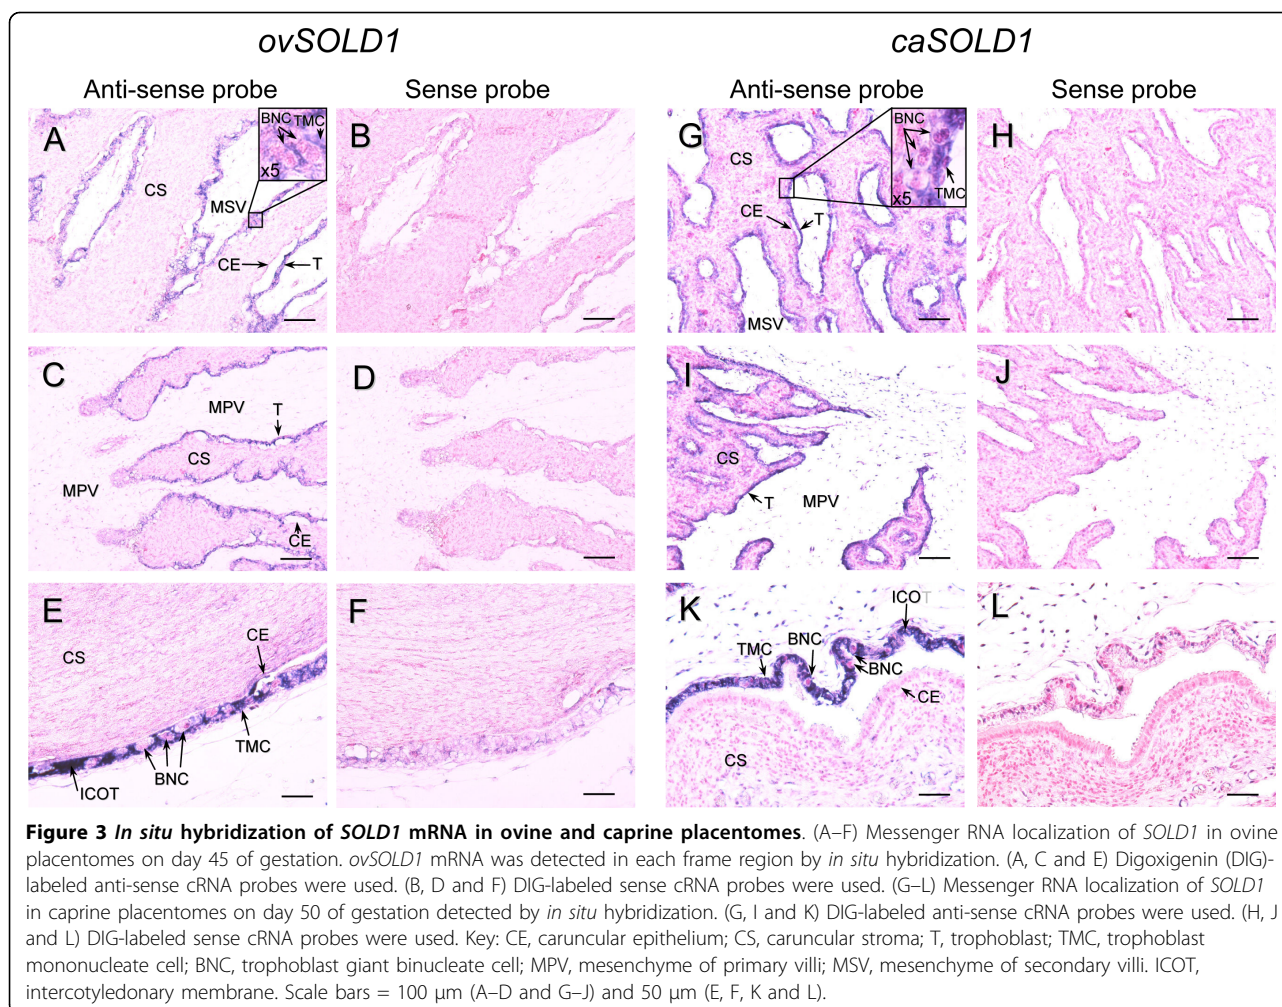 ovSOLD1
caSOLD1
Anti-sense probe
Sense probe
Anti-sense probe
Sense probe
A
BNC TMC
x5
CS
MSV
CE
T
B
G
BNC
CS
x5
TMC
CE
T
MSV
H
C
MPV
T
CS
MPV
CE
D
I
CS
T
MPV
J
E
CE
CS
TMC
BNC
ICOT
F
K
ICOT
BNC
TMC
BNC
CE
CS
L
Figure 3 In situ hybridization of SOLD1 mRNA in ovine and caprine placentomes. (A–F) Messenger RNA localization of SOLD1 in ovine
placentomes on day 45 of gestation. ovSOLD1 mRNA was detected in each frame region by in situ hybridization. (A, C and E) Digoxigenin (DIG)-
labeled anti-sense cRNA probes were used. (B, D and F) DIG-labeled sense cRNA probes were used. (G–L) Messenger RNA localization of SOLD1
in caprine placentomes on day 50 of gestation detected by in situ hybridization. (G, I and K) DIG-labeled anti-sense cRNA probes were used. (H, J
and L) DIG-labeled sense cRNA probes were used. Key: CE, caruncular epithelium; CS, caruncular stroma; T, trophoblast; TMC, trophoblast
mononucleate cell; BNC, trophoblast giant binucleate cell; MPV, mesenchyme of primary villi; MSV, mesenchyme of secondary villi. ICOT,
intercotyledonary membrane. Scale bars = 100 μm (A–D and G–J) and 50 μm (E, F, K and L).